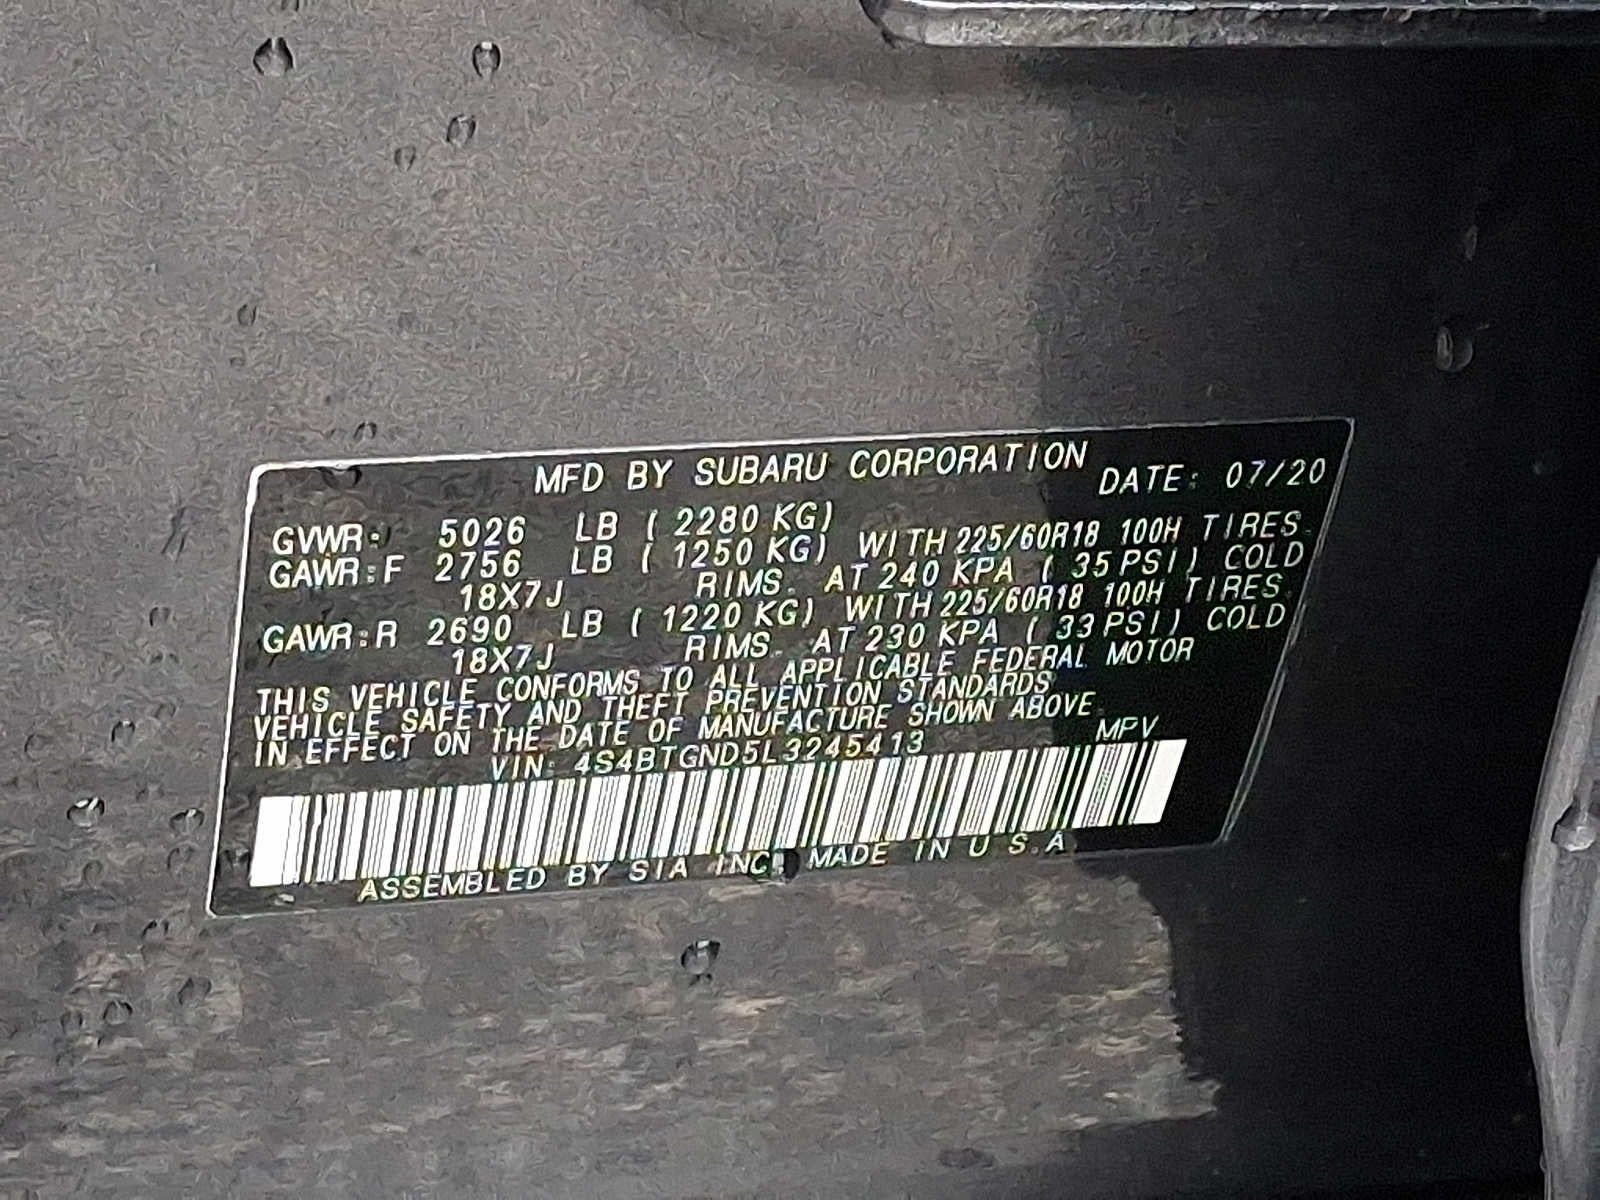 MFD BY SUBARU CORPORATION DATE: 07/20
GVWR: 5026 LB ( 2280 KG)
GAWR:F 2756 LB ( 1250 KG) WITH 225/60R18 100H TIRES.
18X7J RIMS. AT 240 KPA ( 35 PSI) COLD
GAWR:R 2690 LB ( 1220 KG) WITH 225/60R18 100H TIRES.
18X7J RIMS. AT 230 KPA ( 33 PSI) COLD
THIS VEHICLE CONFORMS TO ALL APPLICABLE FEDERAL MOTOR
VEHICLE SAFETY AND THEFT PREVENTION STANDARDS
IN EFFECT ON THE DATE OF MANUFACTURE SHOWN ABOVE.
VIN: 4S4BTGND5L3245413 MPV
ASSEMBLED BY SIA INC. MADE IN U.S.A